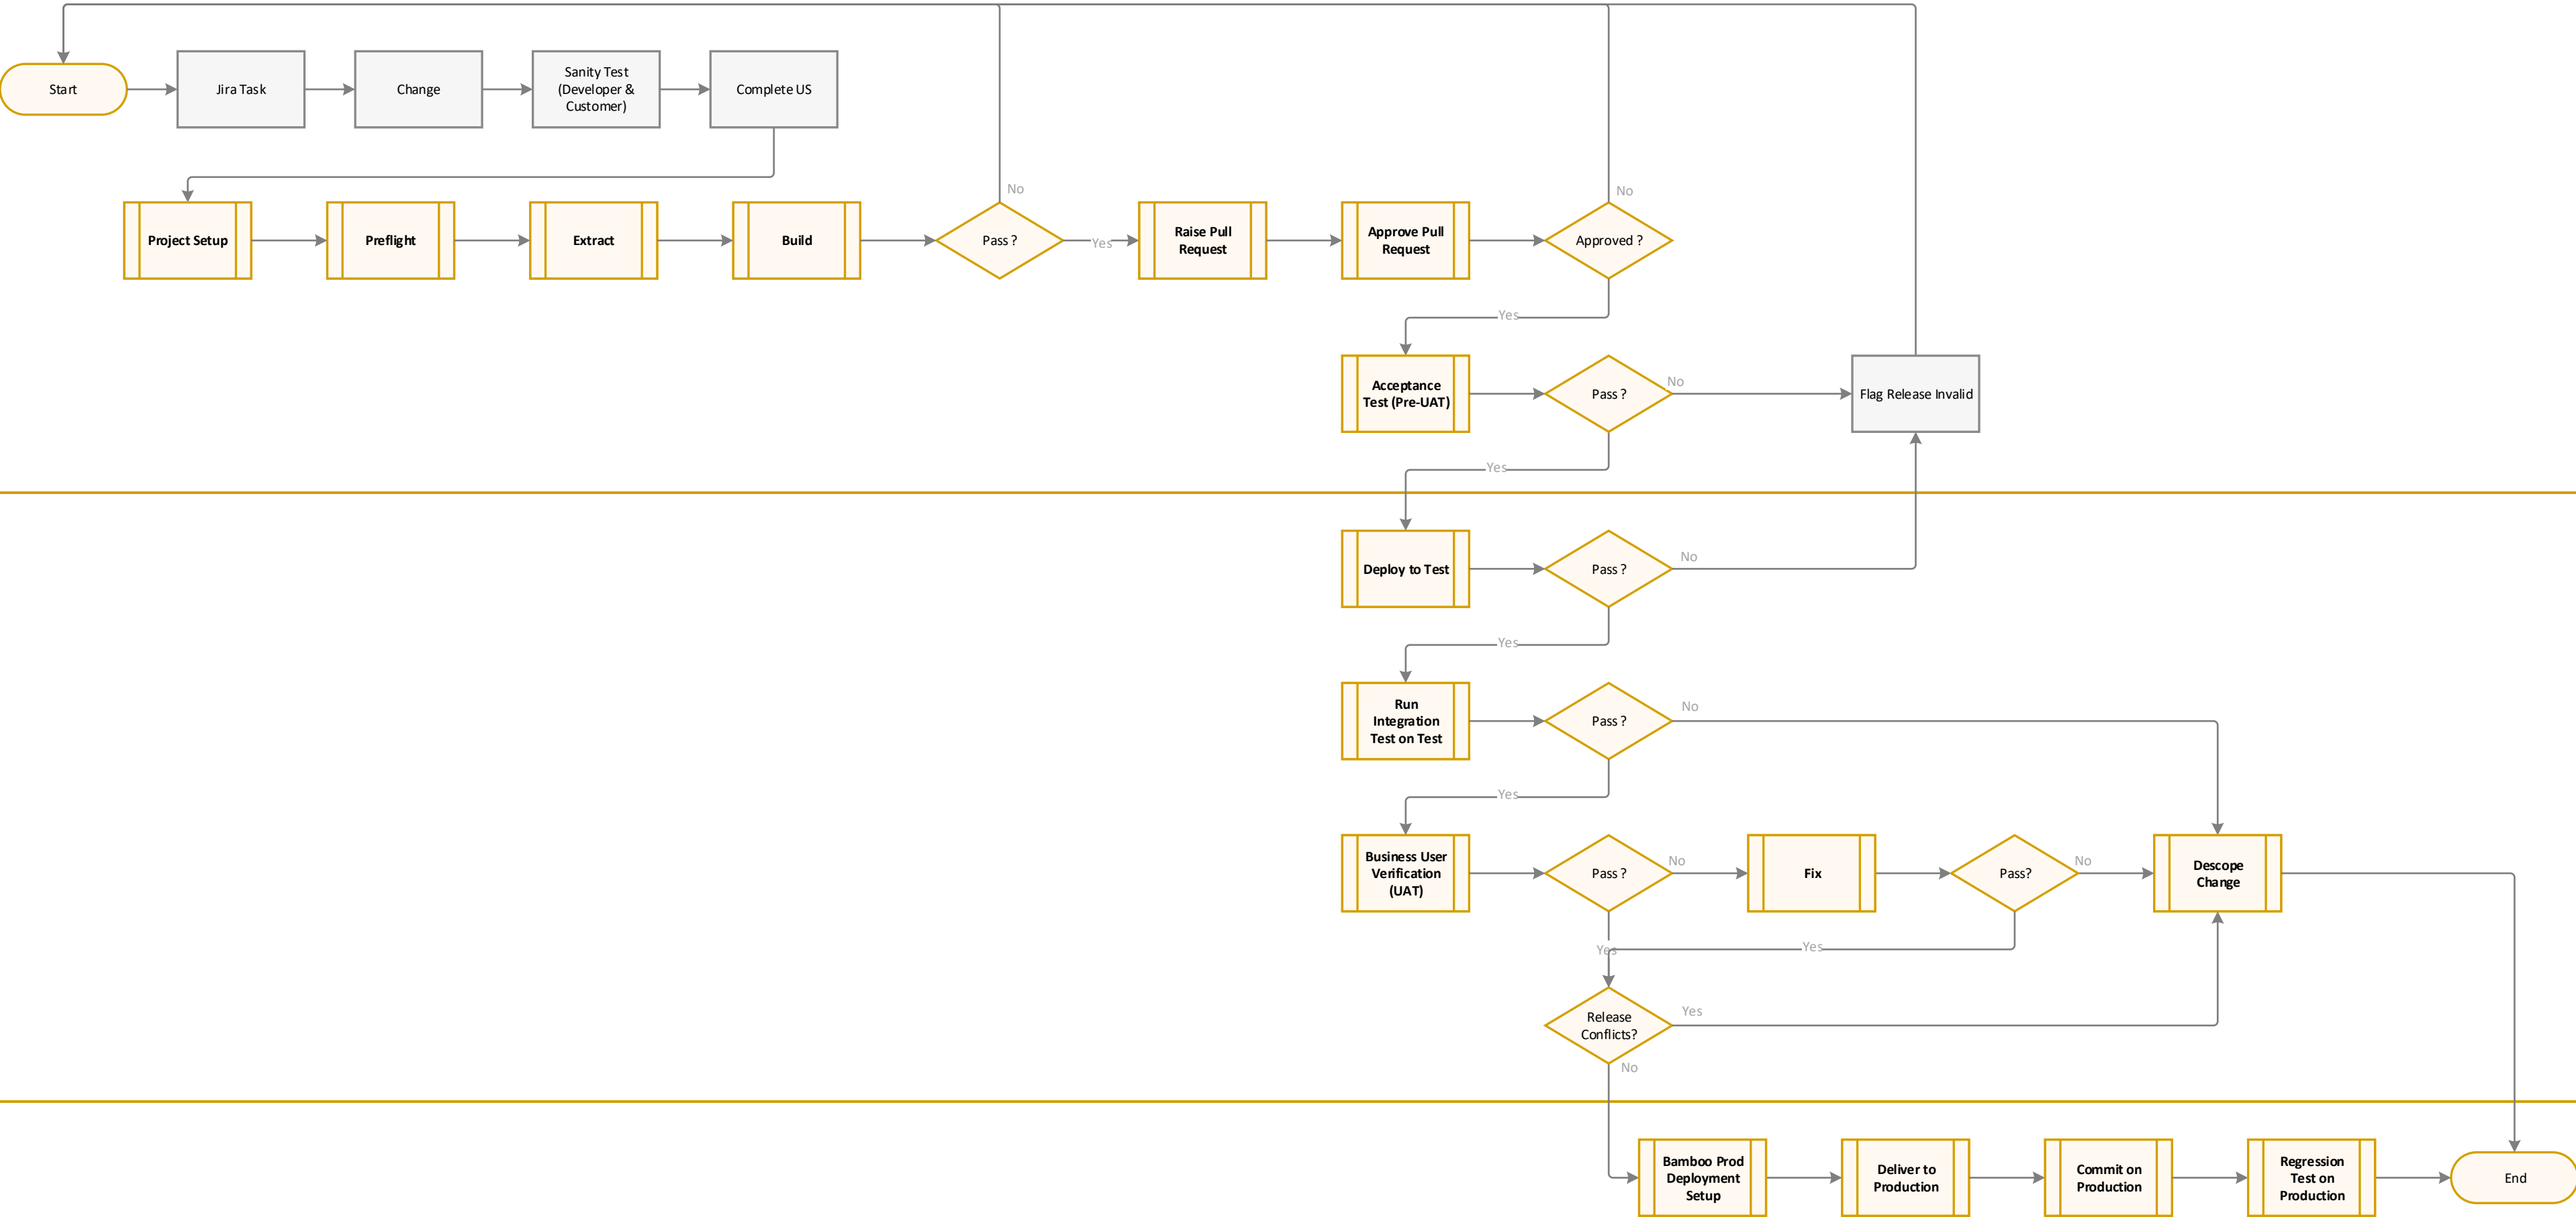 Start
Jira Task
Change
Sanity Test
(Developer &
Customer)
Complete US
Project Setup
Preflight
Extract
Build
Pass ?
No
Yes
Raise Pull
Request
Approve Pull
Request
Approved ?
No
Yes
Acceptance
Test (Pre-UAT)
Pass ?
No
Flag Release Invalid
Yes
Deploy to Test
Pass ?
No
Yes
Run
Integration
Test on Test
Pass ?
No
Yes
Business User
Verification
(UAT)
Pass ?
No
Fix
Pass?
No
Descope
Change
Yes
Yes
Release
Conflicts?
Yes
No
Bamboo Prod
Deployment
Setup
Deliver to
Production
Commit on
Production
Regression
Test on
Production
End